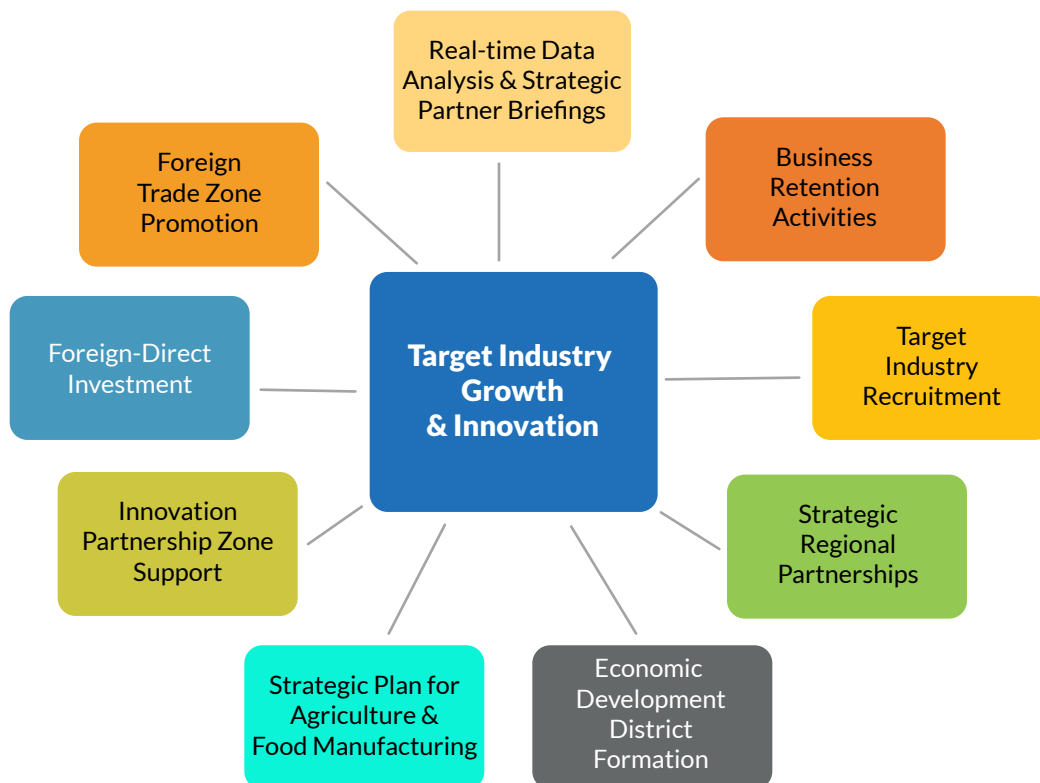 Real-time Data
Analysis & Strategic
Partner Briefings
Foreign
Trade Zone
Promotion
Business
Retention
Activities
Foreign-Direct
Investment
Target Industry
Growth
& Innovation
Target
Industry
Recruitment
Innovation
Partnership Zone
Support
Strategic
Regional
Partnerships
Strategic Plan for
Agriculture &
Food Manufacturing
Economic
Development
District
Formation